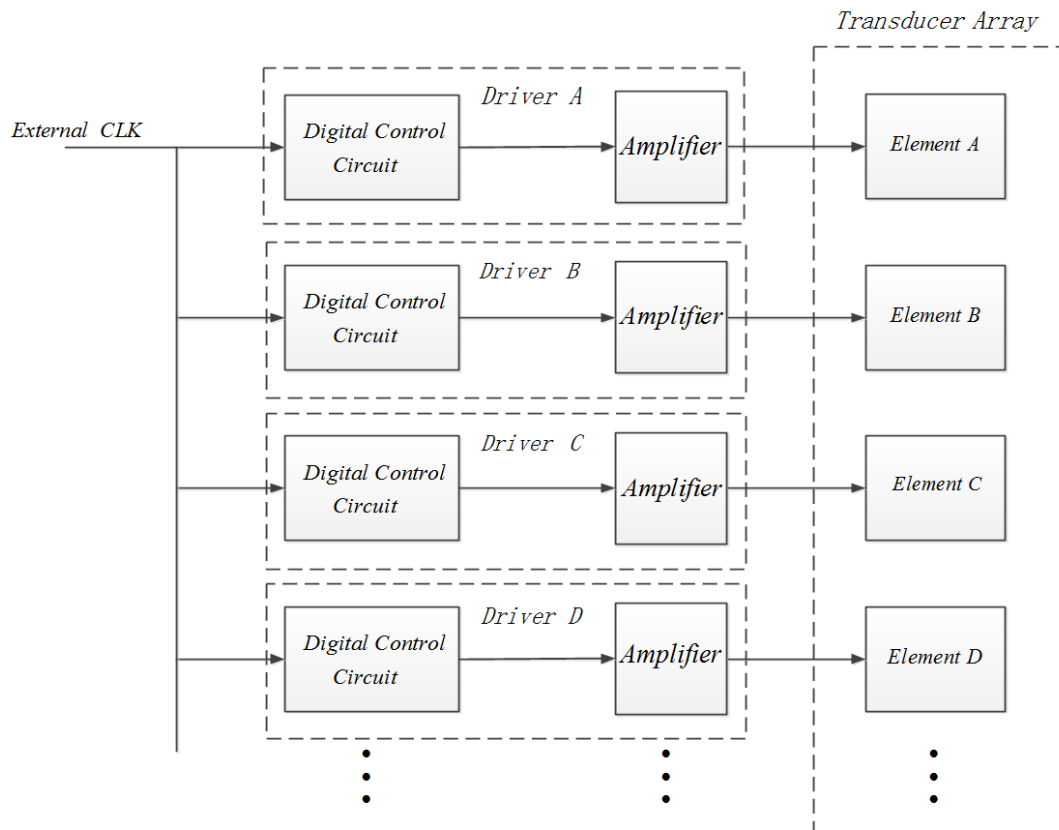 Transducer Array
External CLK
Driver A
Digital Control
Circuit
Amplifier
Element A
Driver B
Digital Control
Circuit
Amplifier
Element B
Driver C
Digital Control
Circuit
Amplifier
Element C
Driver D
Digital Control
Circuit
Amplifier
Element D